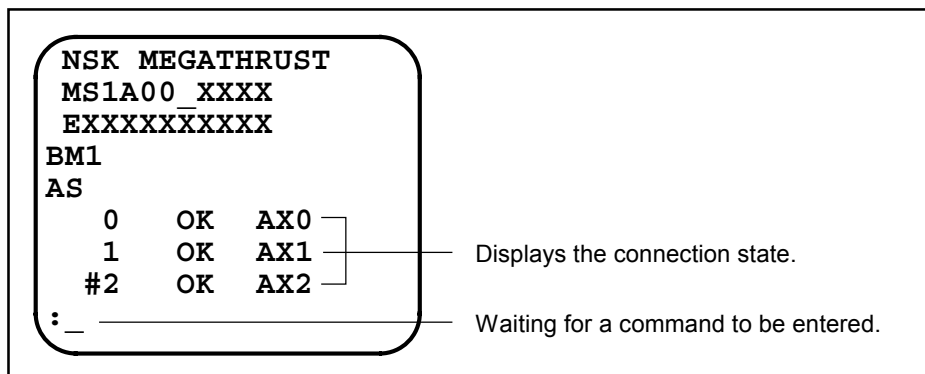 NSK MEGATHRUST
MS1A00_XXXX
EXXXXXXXXXX
BM1
AS
0 OK AX0
1 OK AX1
#2 OK AX2
:_
Displays the connection state.
Waiting for a command to be entered.